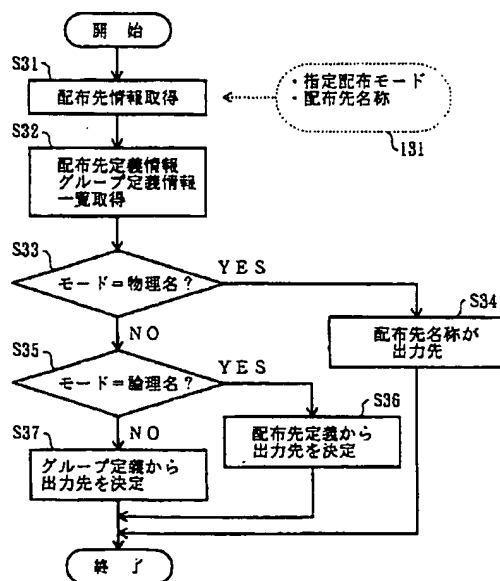 開 始
S31
配布先情報取得
・指定配布モード
・配布先名称
131
S32
配布先定義情報
グループ定義情報
一覧取得
S33
モード=物理名?
YES
S34
配布先名称が
出力先
NO
S35
モード=論理名?
YES
S36
配布先定義から
出力先を決定
NO
S37
グループ定義から
出力先を決定
終 了